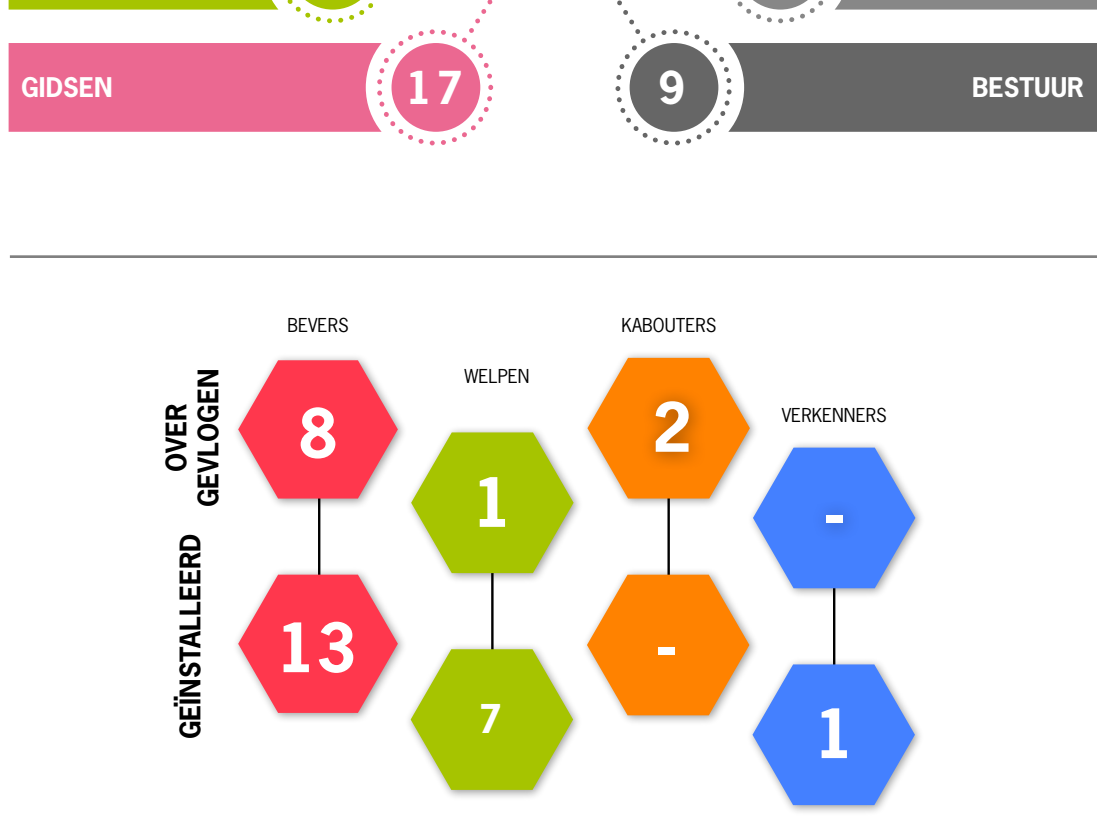 GIDSEN 17 9 BESTUUR
BEVERS KABOUTERS
WELPEN
VERKENNERS
OVER
GEVLOGEN
8 1 2 -
GEÏNSTALLEERD
13 7 - 1